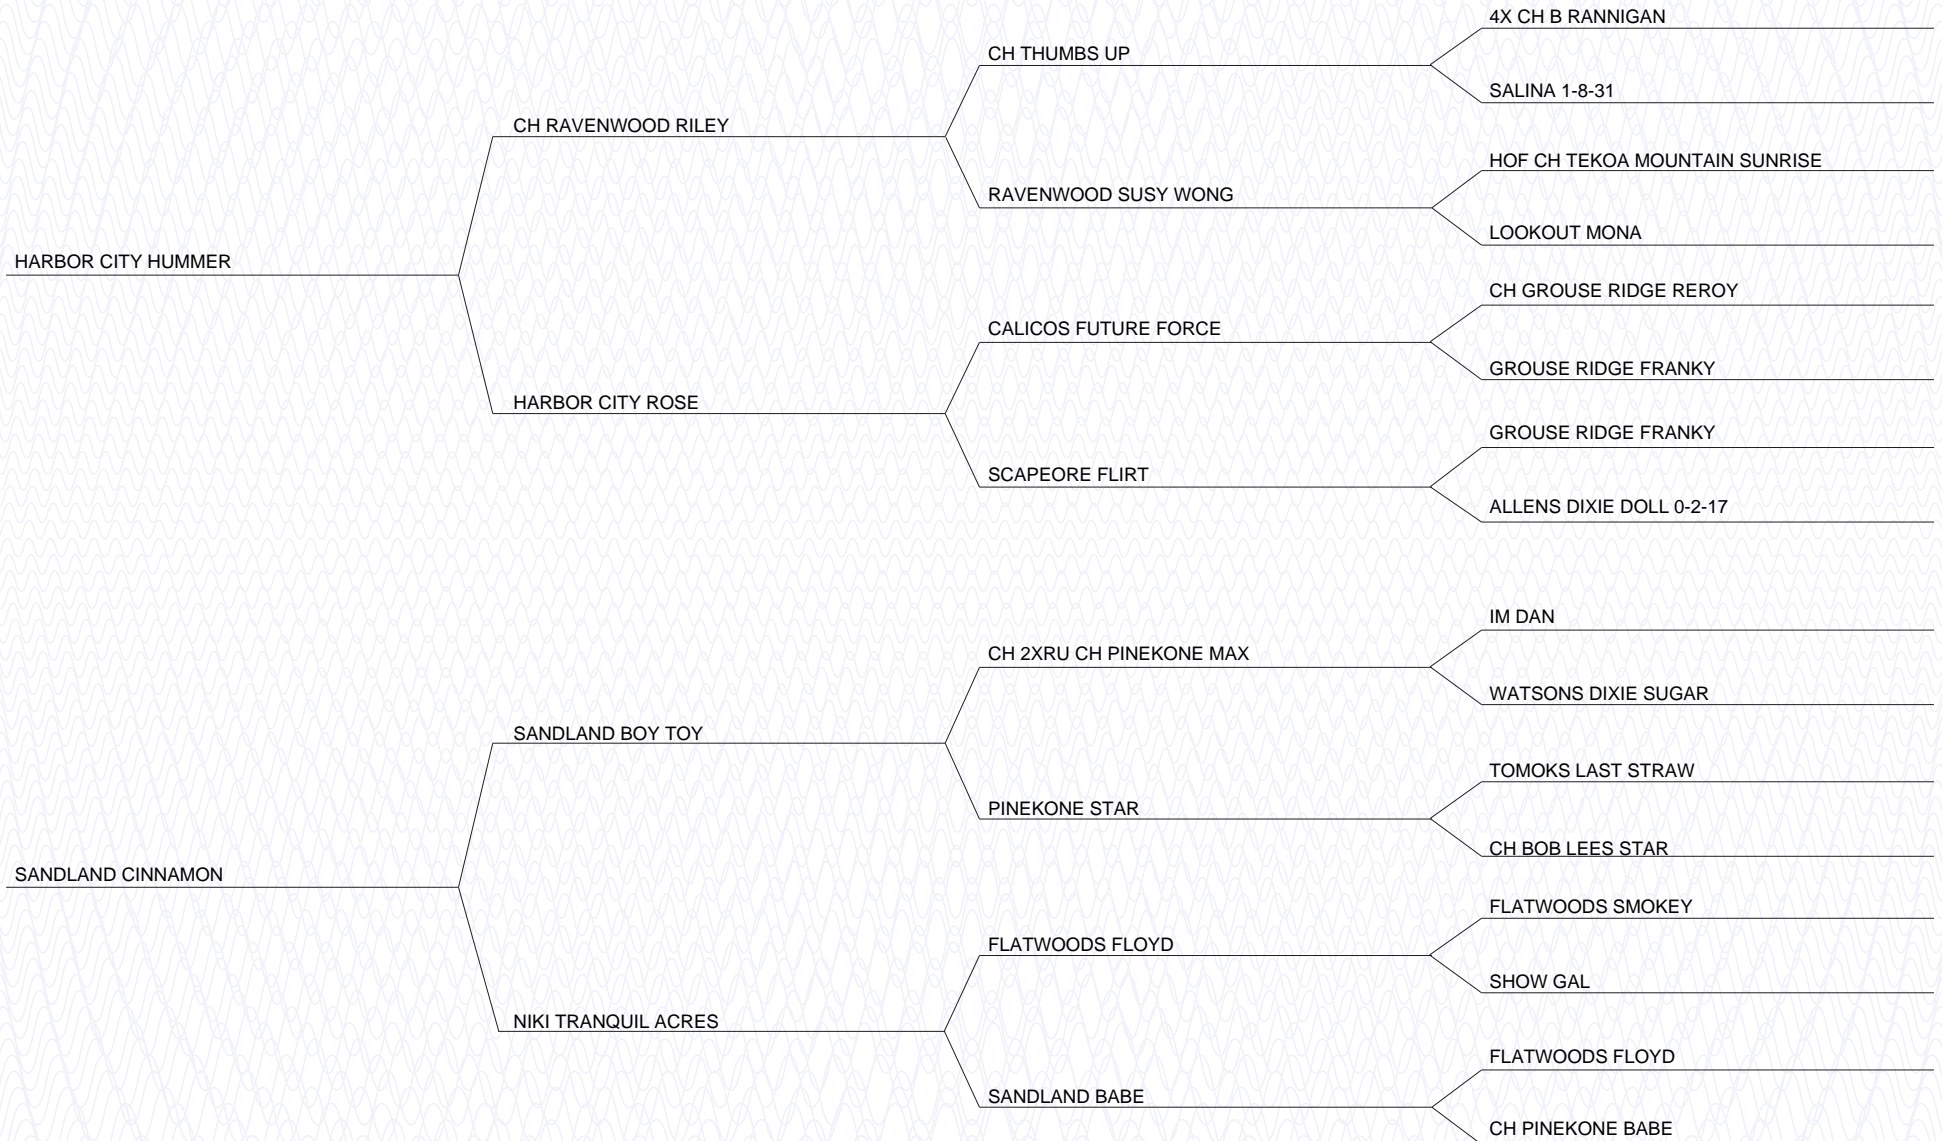 4X CH B RANNIGAN
CH THUMBS UP
SALINA 1-8-31
CH RAVENWOOD RILEY
HOF CH TEKOA MOUNTAIN SUNRISE
RAVENWOOD SUSY WONG
LOOKOUT MONA
HARBOR CITY HUMMER
CH GROUSE RIDGE REROY
CALICOS FUTURE FORCE
GROUSE RIDGE FRANKY
HARBOR CITY ROSE
GROUSE RIDGE FRANKY
SCAPEORE FLIRT
ALLENS DIXIE DOLL 0-2-17
IM DAN
CH 2XRU CH PINEKONE MAX
WATSONS DIXIE SUGAR
SANDLAND BOY TOY
TOMOKS LAST STRAW
PINEKONE STAR
CH BOB LEES STAR
SANDLAND CINNAMON
FLATWOODS SMOKEY
FLATWOODS FLOYD
SHOW GAL
NIKI TRANQUIL ACRES
FLATWOODS FLOYD
SANDLAND BABE
CH PINEKONE BABE